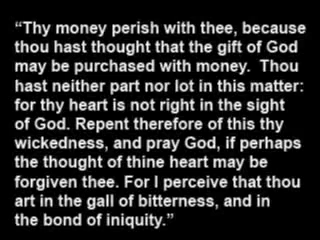 “Thy money perish with thee, because
thou hast thought that the gift of God
may be purchased with money.  Thou
hast neither part nor lot in this matter:
for thy heart is not right in the sight
of God. Repent therefore of this thy
wickedness, and pray God, if perhaps
the thought of thine heart may be
forgiven thee. For I perceive that thou
art in the gall of bitterness, and in
the bond of iniquity.”